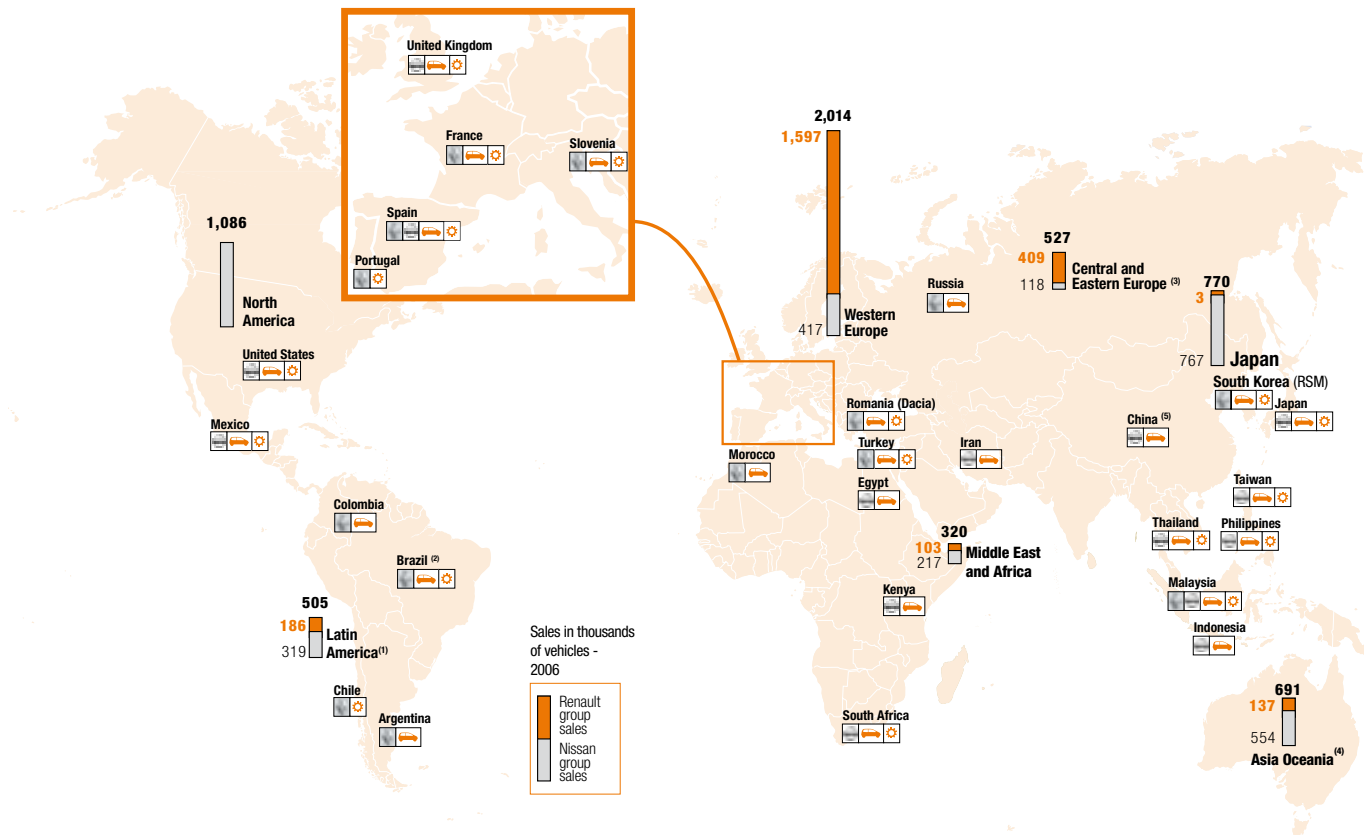 United Kingdom
France
Slovenia
Spain
Portugal
1,086
North
America
United States
Mexico
Colombia
Brazil (2)
505
186
319
Latin
America(1)
Chile
Argentina
Sales in thousands
of vehicles -
2006
Renault
group
sales
Nissan
group
sales
2,014
1,597
417
Western
Europe
Russia
527
409
118
Central and
Eastern Europe (3)
770
3
767
Japan
South Korea (RSM)
Japan
China (5)
Romania (Dacia)
Turkey
Iran
Morocco
Egypt
Taiwan
Thailand
Philippines
320
103
217
Middle East
and Africa
Kenya
Malaysia
Indonesia
South Africa
691
137
554
Asia Oceania(4)